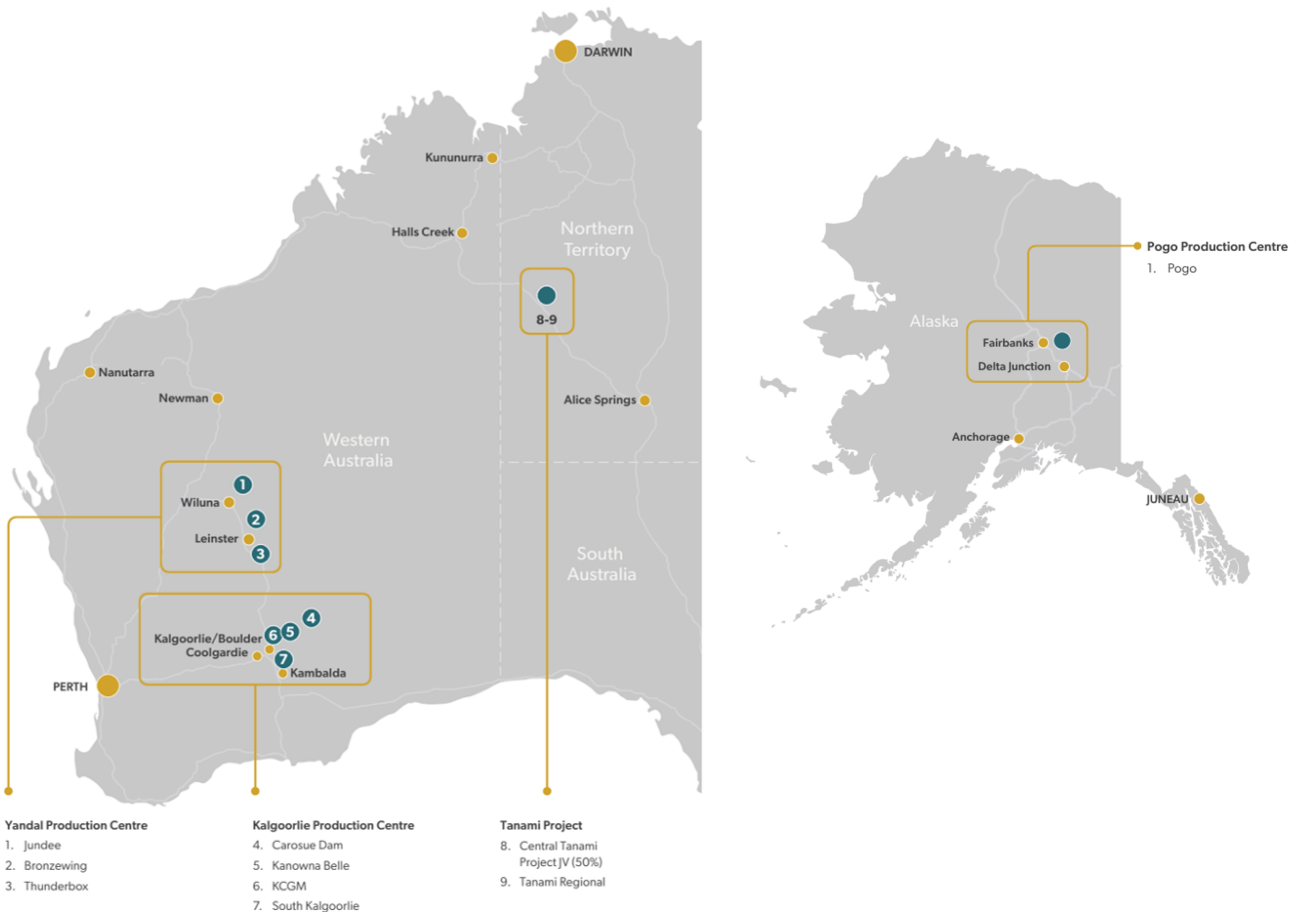 DARWIN
Kununurra
Halls Creek
Northern
Territory
8-9
Nanutarra
Newman
Alice Springs
Western
Australia
1
Wiluna
2
Leinster
3
South
Australia
4
5
6
Kalgoorlie/Boulder
Coolgardie
7
Kambalda
PERTH
Pogo Production Centre
1. Pogo
Alaska
Fairbanks
Delta Junction
Anchorage
JUNEAU
Yandal Production Centre
1. Jundee
2. Bronzewing
3. Thunderbox
Kalgoorlie Production Centre
4. Carosue Dam
5. Kanowna Belle
6. KCGM
7. South Kalgoorlie
Tanami Project
8. Central Tanami
Project JV (50%)
9. Tanami Regional